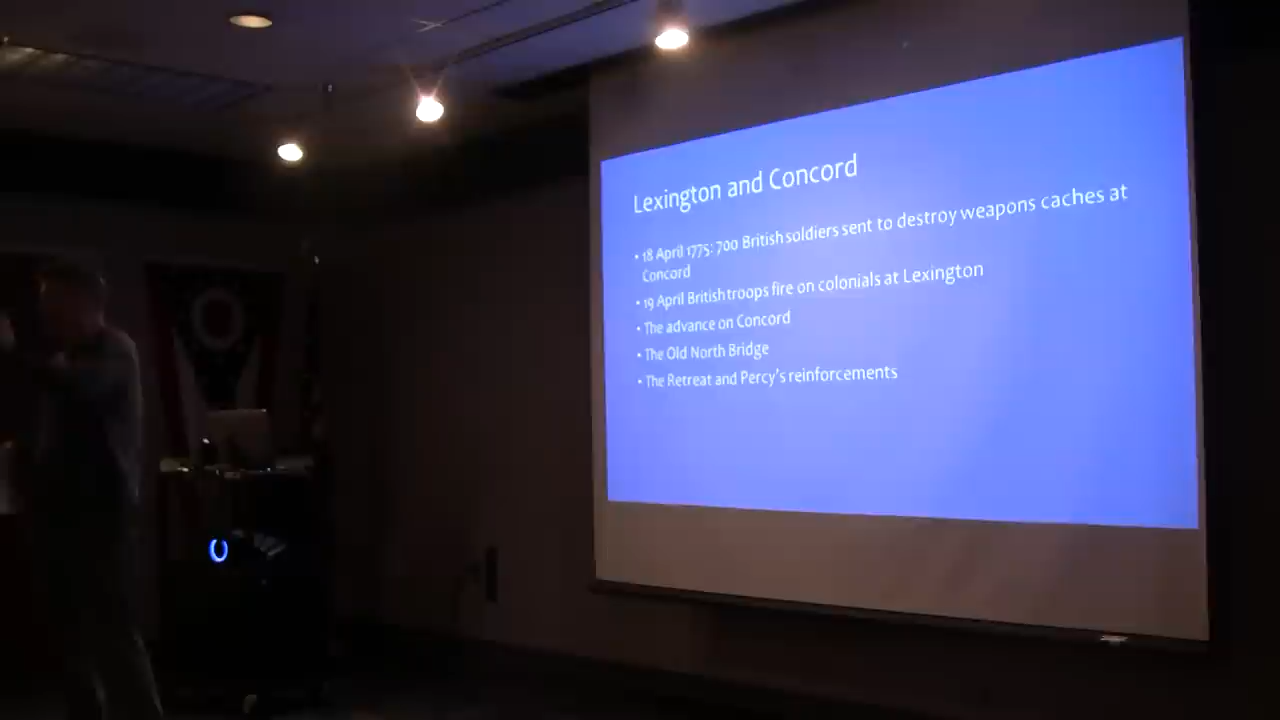 Lexington and Concord
• 18 April 1775: 700 British soldiers sent to destroy weapons caches at
Concord
• 19 April British troops fire on colonials at Lexington
• The advance on Concord
• The Old North Bridge
• The Retreat and Percy's reinforcements